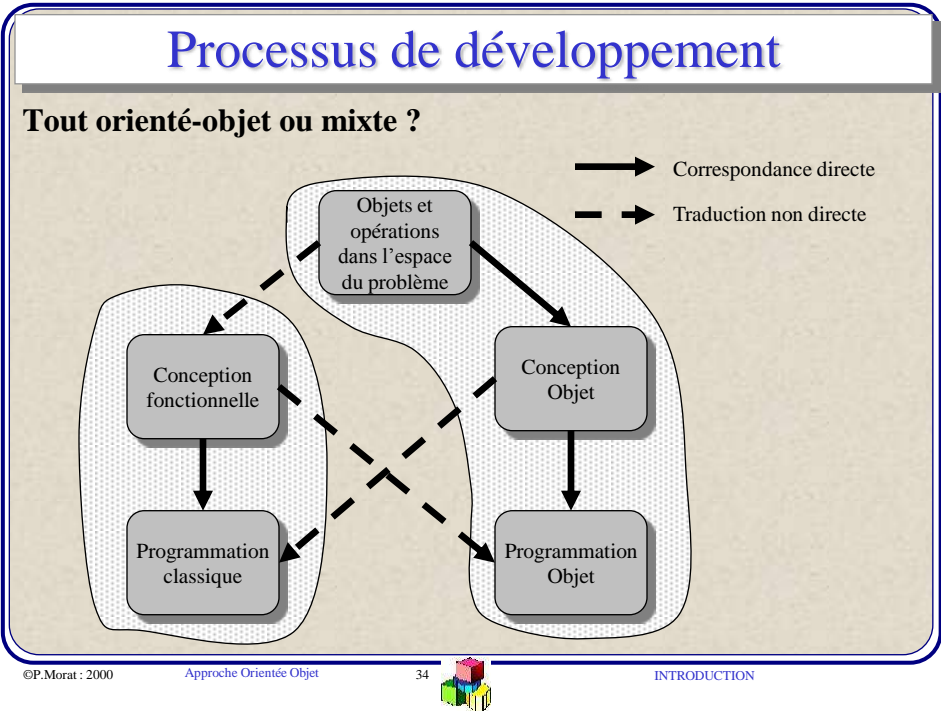 Processus de développement
Tout orienté-objet ou mixte ?
Correspondance directe
Traduction non directe
Objets et
opérations
dans l'espace
du problème
Conception
fonctionnelle
Conception
Objet
Programmation
classique
Programmation
Objet
©P.Morat : 2000
Approche Orientée Objet
34
INTRODUCTION